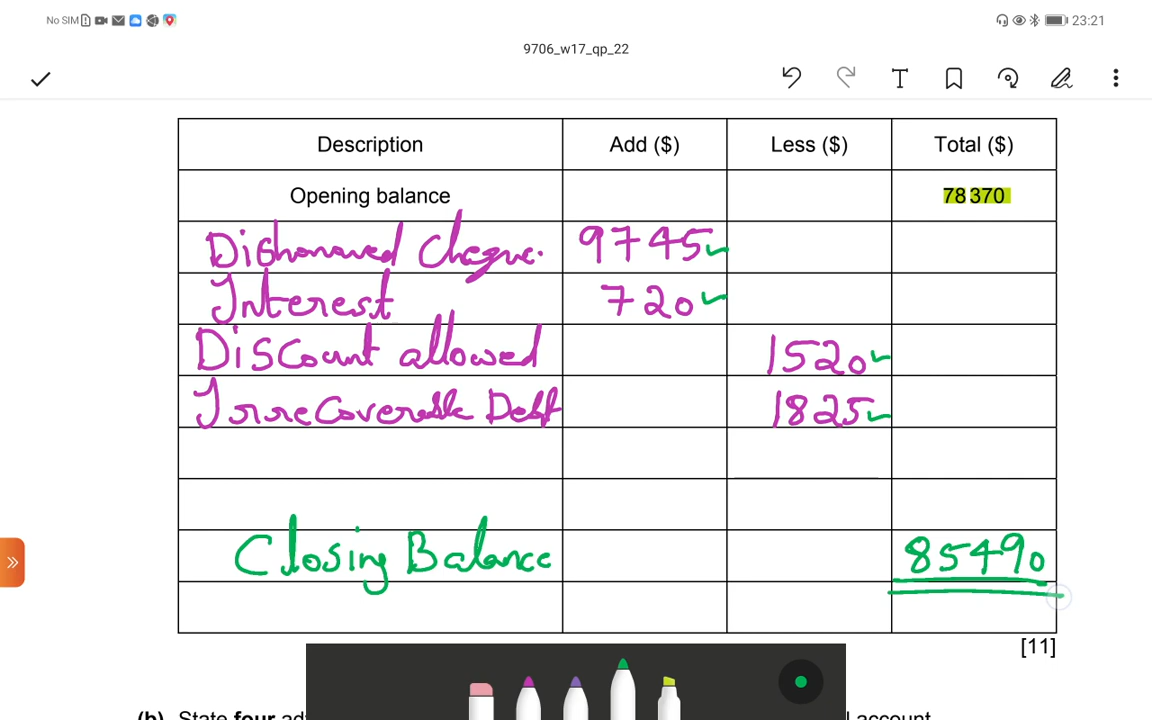 No SIM 23:21
9706_w17_qp_22
Description Add ($) Less ($) Total ($)
Opening balance 78 370
Dishonoured Cheque. 9745
Interest 720
Discount allowed 1520
Irrecoverable Debt 1825
Closing Balance 85490
[11]
(b) State four ad
l account